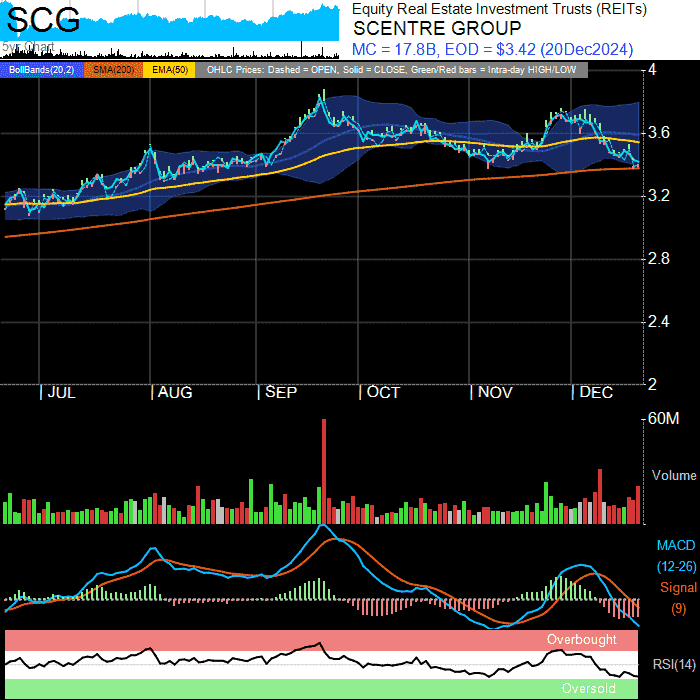 SCG
5yrs Chart
Equity Real Estate Investment Trusts (REITs)
SCENTRE GROUP
MC = 17.8B, EOD = $3.42 (20Dec2024)
BollBands(20,2) SMA(200) EMA(50) OHLC Prices: Dashed = OPEN, Solid = CLOSE, Green/Red bars = Intra-day HIGH/LOW
4
3.6
3.2
2.8
2.4
2
JUL AUG SEP OCT NOV DEC
60M
Volume
MACD
(12-26)
Signal
(9)
Overbought
RSI(14)
Oversold